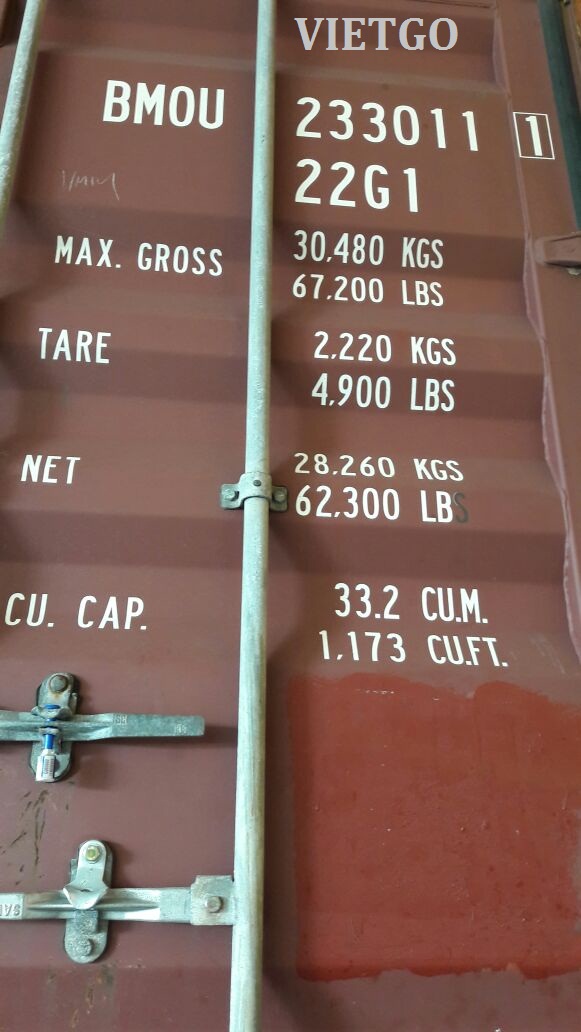 VIETGO
BMOU 233011 1
22G1
MAX. GROSS 30,480 KGS
67,200 LBS
TARE 2,220 KGS
4,900 LBS
NET 28,260 KGS
62,300 LBS
CU. CAP. 33.2 CU.M.
1,173 CU.FT.